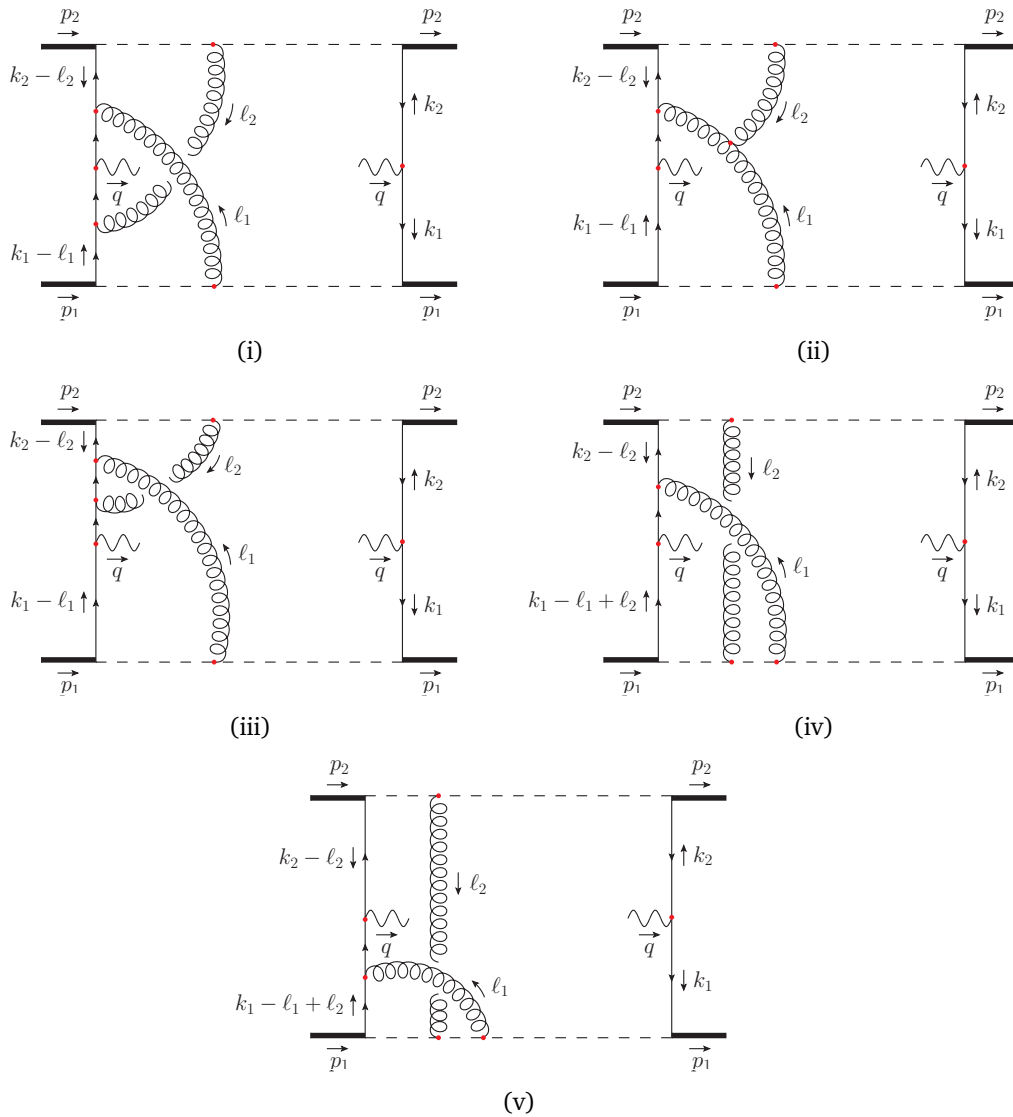 p₂ p₂ p₂ p₂
k₂ − ℓ₂ ℓ₂ k₂ k₂ − ℓ₂ ℓ₂ k₂
q q q q
k₁ − ℓ₁ ℓ₁ k₁ k₁ − ℓ₁ ℓ₁ k₁
p₁ p₁ p₁ p₁
(i) (ii)
p₂ p₂ p₂ p₂
k₂ − ℓ₂ ℓ₂ k₂ k₂ − ℓ₂ ℓ₂ k₂
q ℓ₁ q q ℓ₁ q
k₁ − ℓ₁ k₁ k₁ − ℓ₁ + ℓ₂ k₁
p₁ p₁ p₁ p₁
(iii) (iv)
p₂ p₂
k₂ − ℓ₂ ℓ₂ k₂
q q
k₁ − ℓ₁ + ℓ₂ ℓ₁ k₁
p₁ p₁
(v)